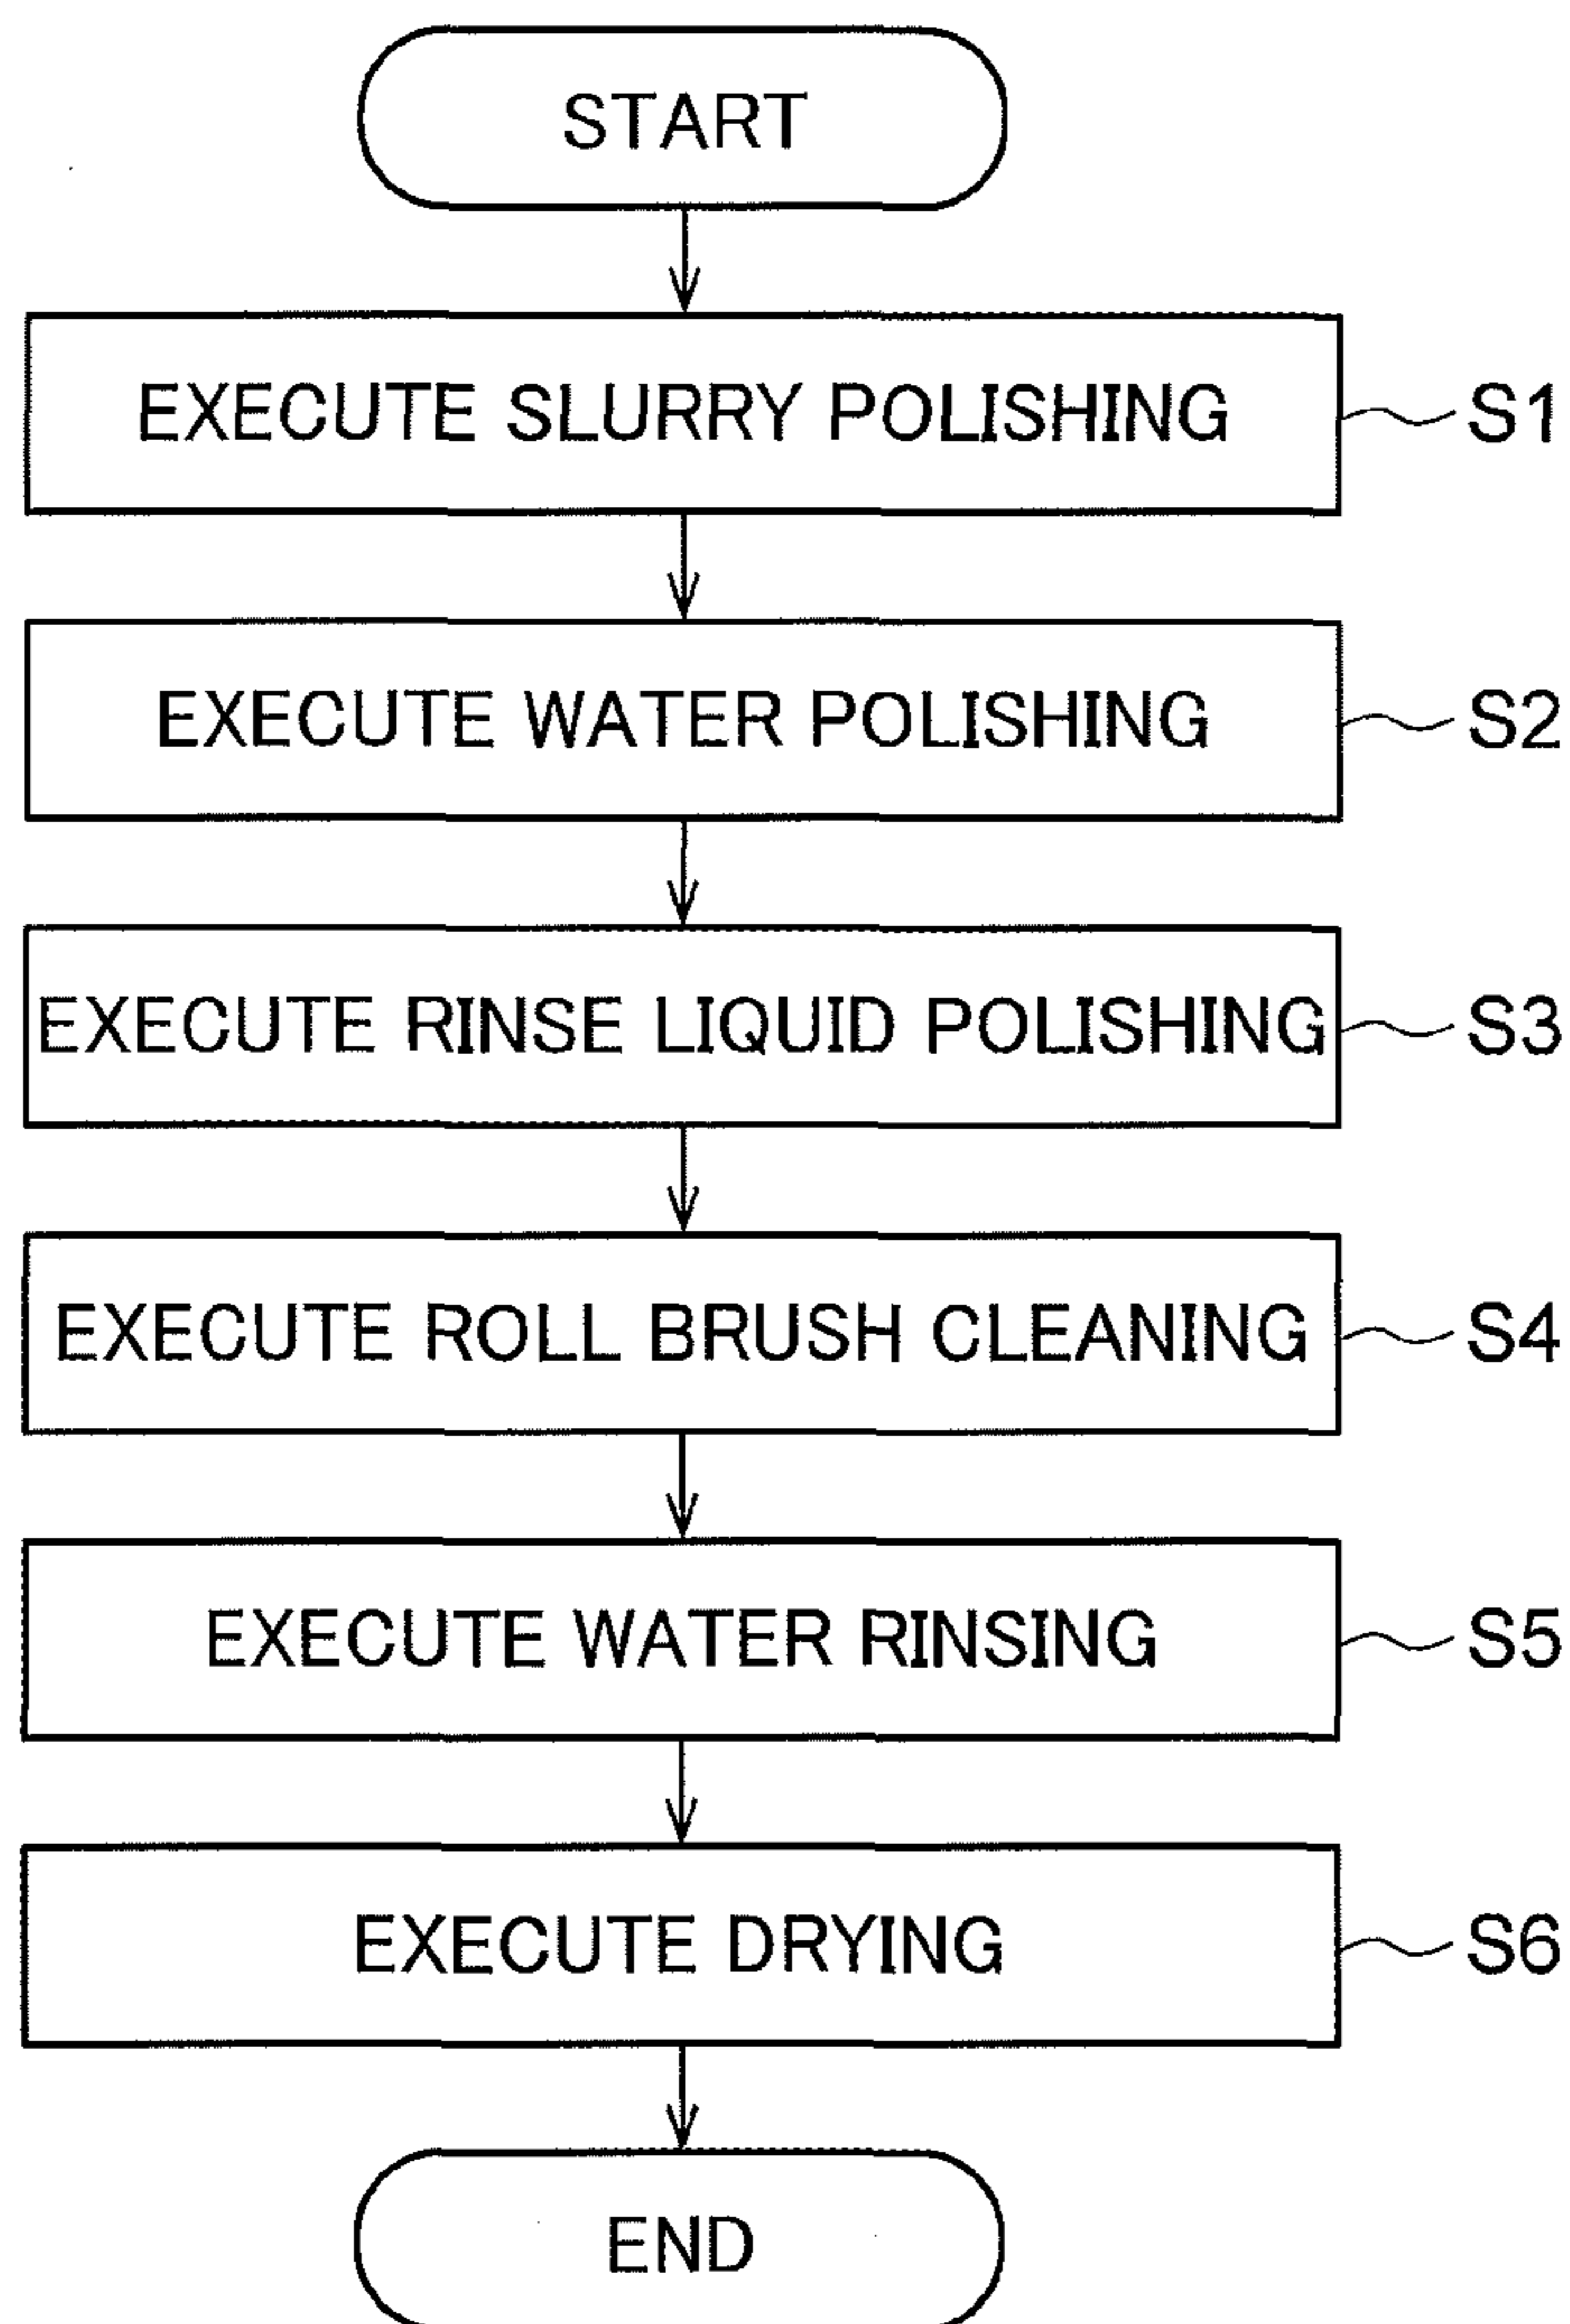 START
EXECUTE SLURRY POLISHING
S1
EXECUTE WATER POLISHING
S2
EXECUTE RINSE LIQUID POLISHING
S3
EXECUTE ROLL BRUSH CLEANING
S4
EXECUTE WATER RINSING
S5
EXECUTE DRYING
S6
END